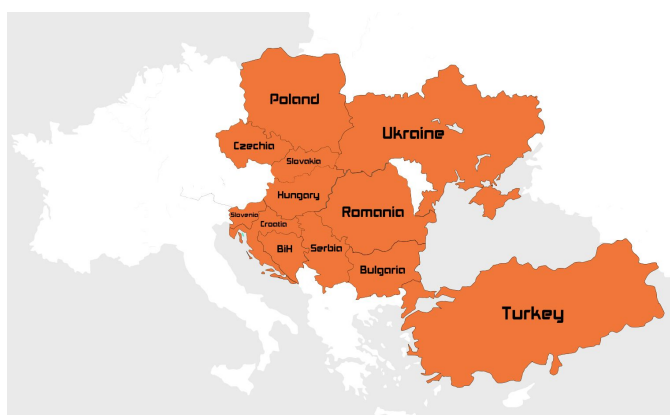 Poland
Ukraine
Czechia
Slovakia
Hungary
Romania
Slovenia
Croatia
BiH
Serbia
Bulgaria
Turkey